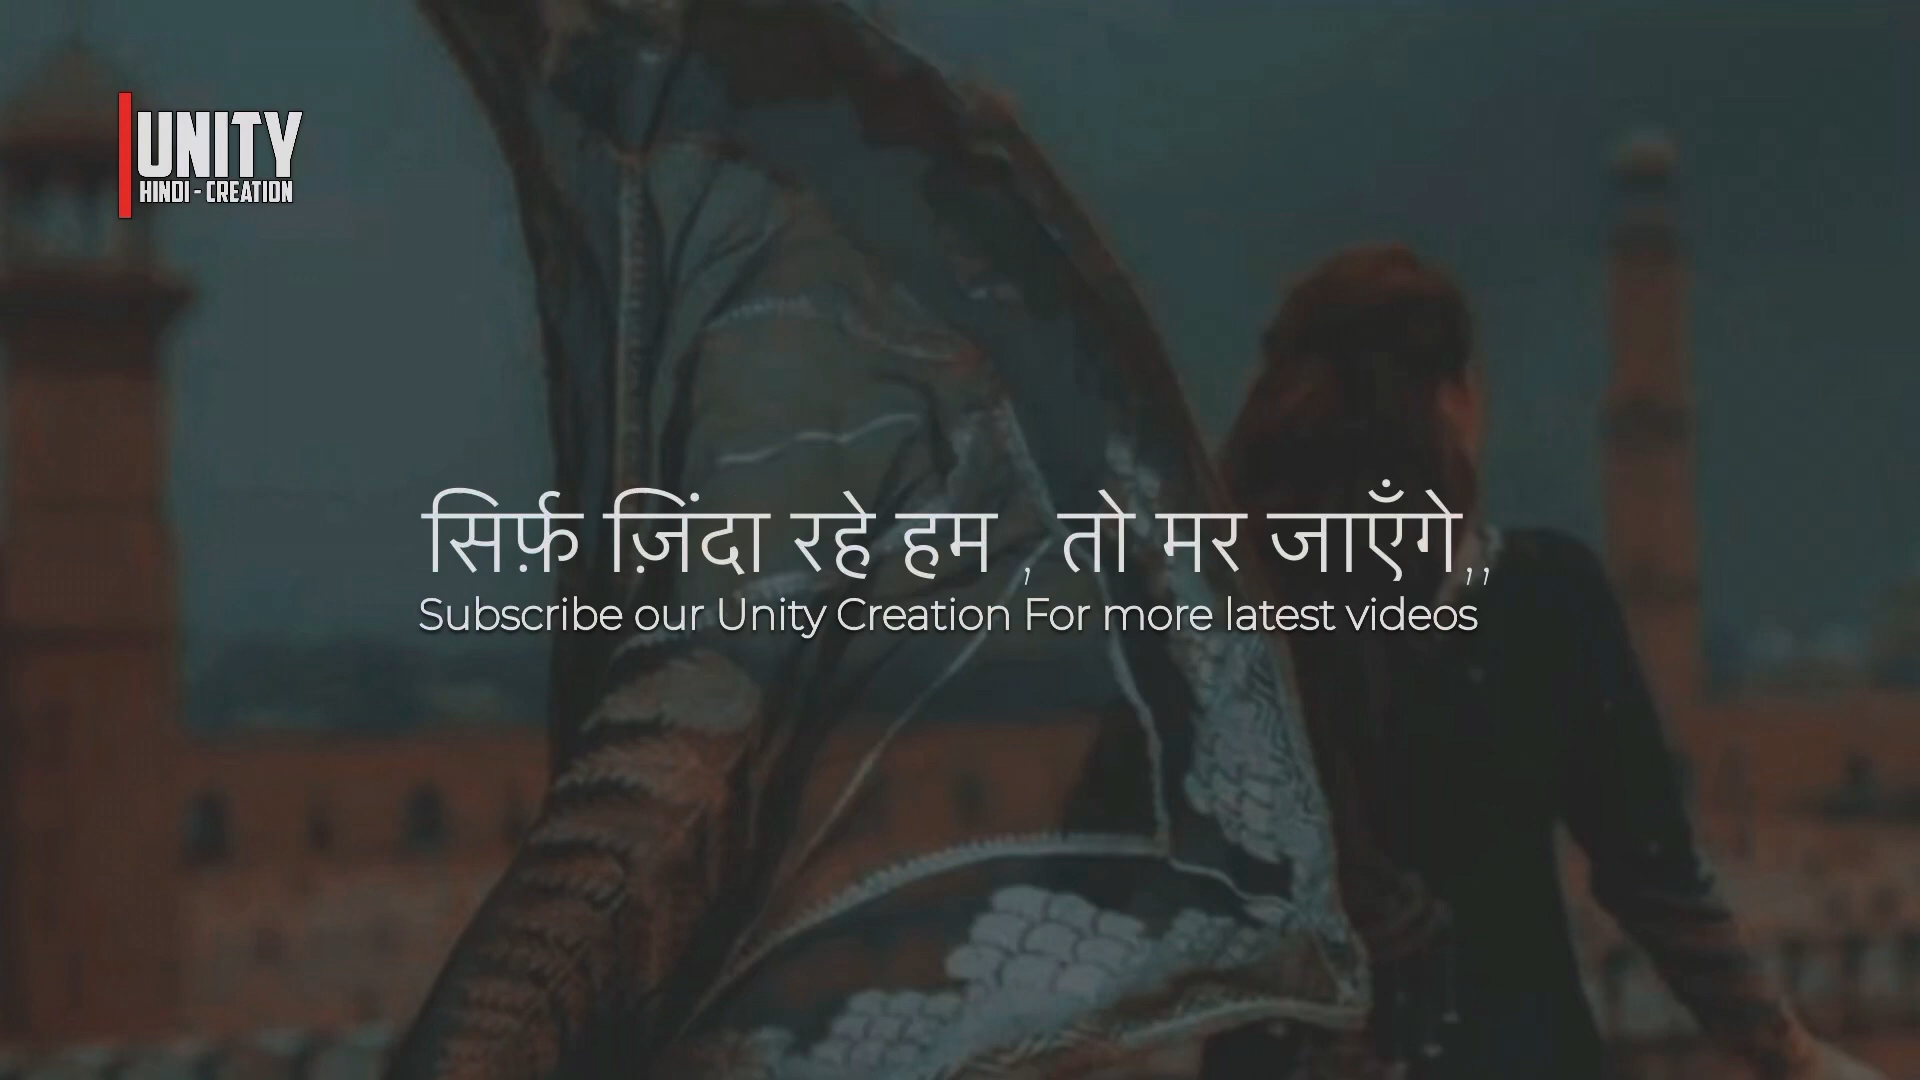 UNITY
HINDI - CREATION
सिर्फ़ ज़िंदा रहे हम , तो मर जाएँगे,,
Subscribe our Unity Creation For more latest videos